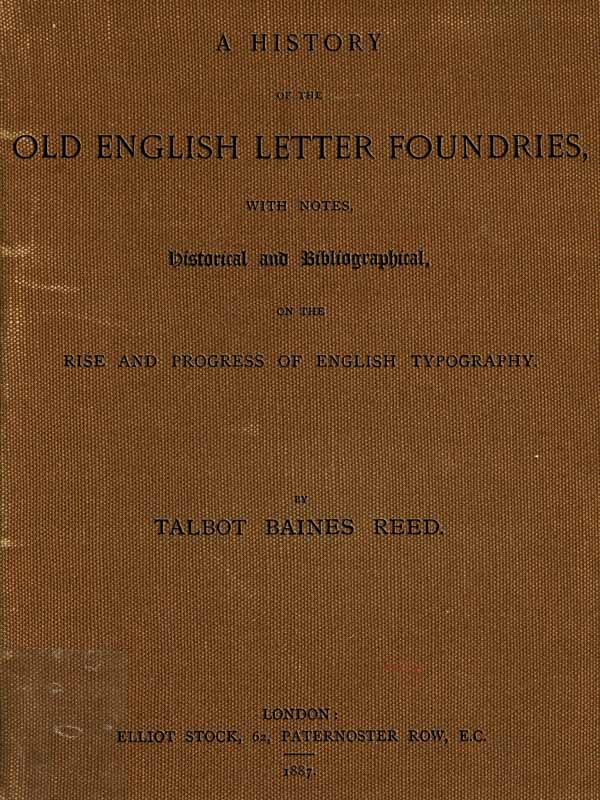 A HISTORY
OF THE
OLD ENGLISH LETTER FOUNDRIES,
WITH NOTES,
Historical and Bibliographical,
ON THE
RISE AND PROGRESS OF ENGLISH TYPOGRAPHY.
BY
TALBOT BAINES REED.
LONDON:
ELLIOT STOCK, 62, PATERNOSTER ROW, E.C.
1887.